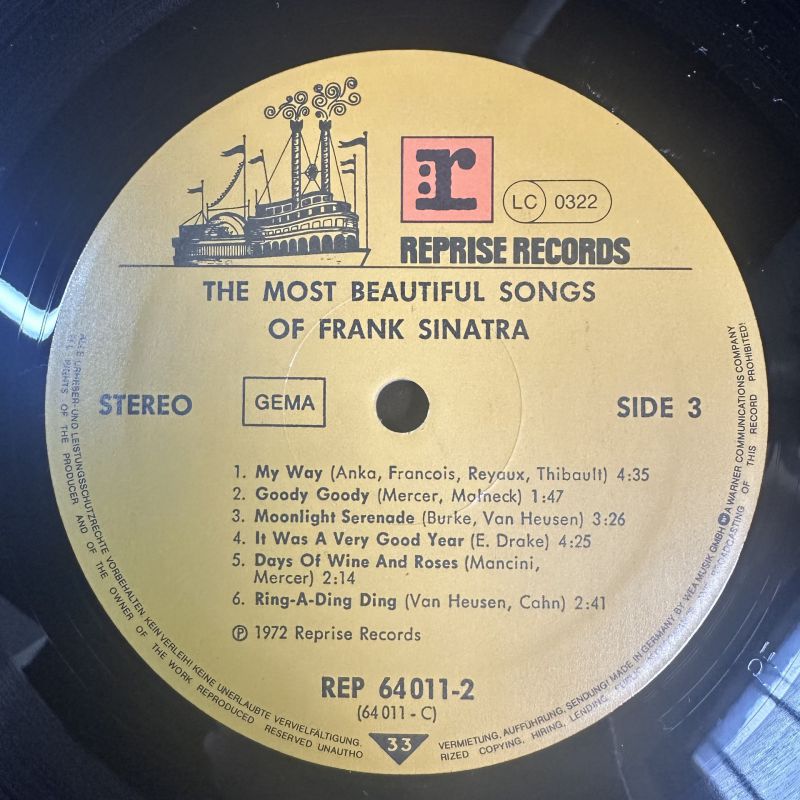 r
LC 0322
REPRISE RECORDS
THE MOST BEAUTIFUL SONGS
OF FRANK SINATRA
STEREO
GEMA
SIDE 3
1. My Way (Anka, Francois, Reyaux, Thibault) 4:35
2. Goody Goody (Mercer, Malneck) 1:47
3. Moonlight Serenade (Burke, Van Heusen) 3:26
4. It Was A Very Good Year (E. Drake) 4:25
5. Days Of Wine And Roses (Mancini,
Mercer) 2:14
6. Ring-A-Ding Ding (Van Heusen, Cahn) 2:41
℗ 1972 Reprise Records
REP 64011-2
(64011-C)
33
UND LEISTUNGSSCHUTZRECHTE VORBEHALTEN KEIN VERLEIH! KEINE UNERLAUBTE VERVIELFÄLTIGUNG.
VERMIETUNG, AUFFÜHRUNG, SENDUNG! MADE IN GERMANY BY WEA MUSIK GMBH A WARNER COMMUNICATIONS COMPANY
RIGHTS OF THE PRODUCER AND OF THE OWNER OF THE WORK REPRODUCED RESERVED UNAUTHO
RIZED COPYING, HIRING, LENDING, BROADCASTING OF THIS RECORD PROHIBITED!